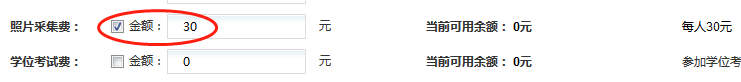 照片采集费： 金额： 30 元 当前可用余额： 0元 每人30元
学位考试费： 金额： 0 元 当前可用余额： 0元 参加学位考